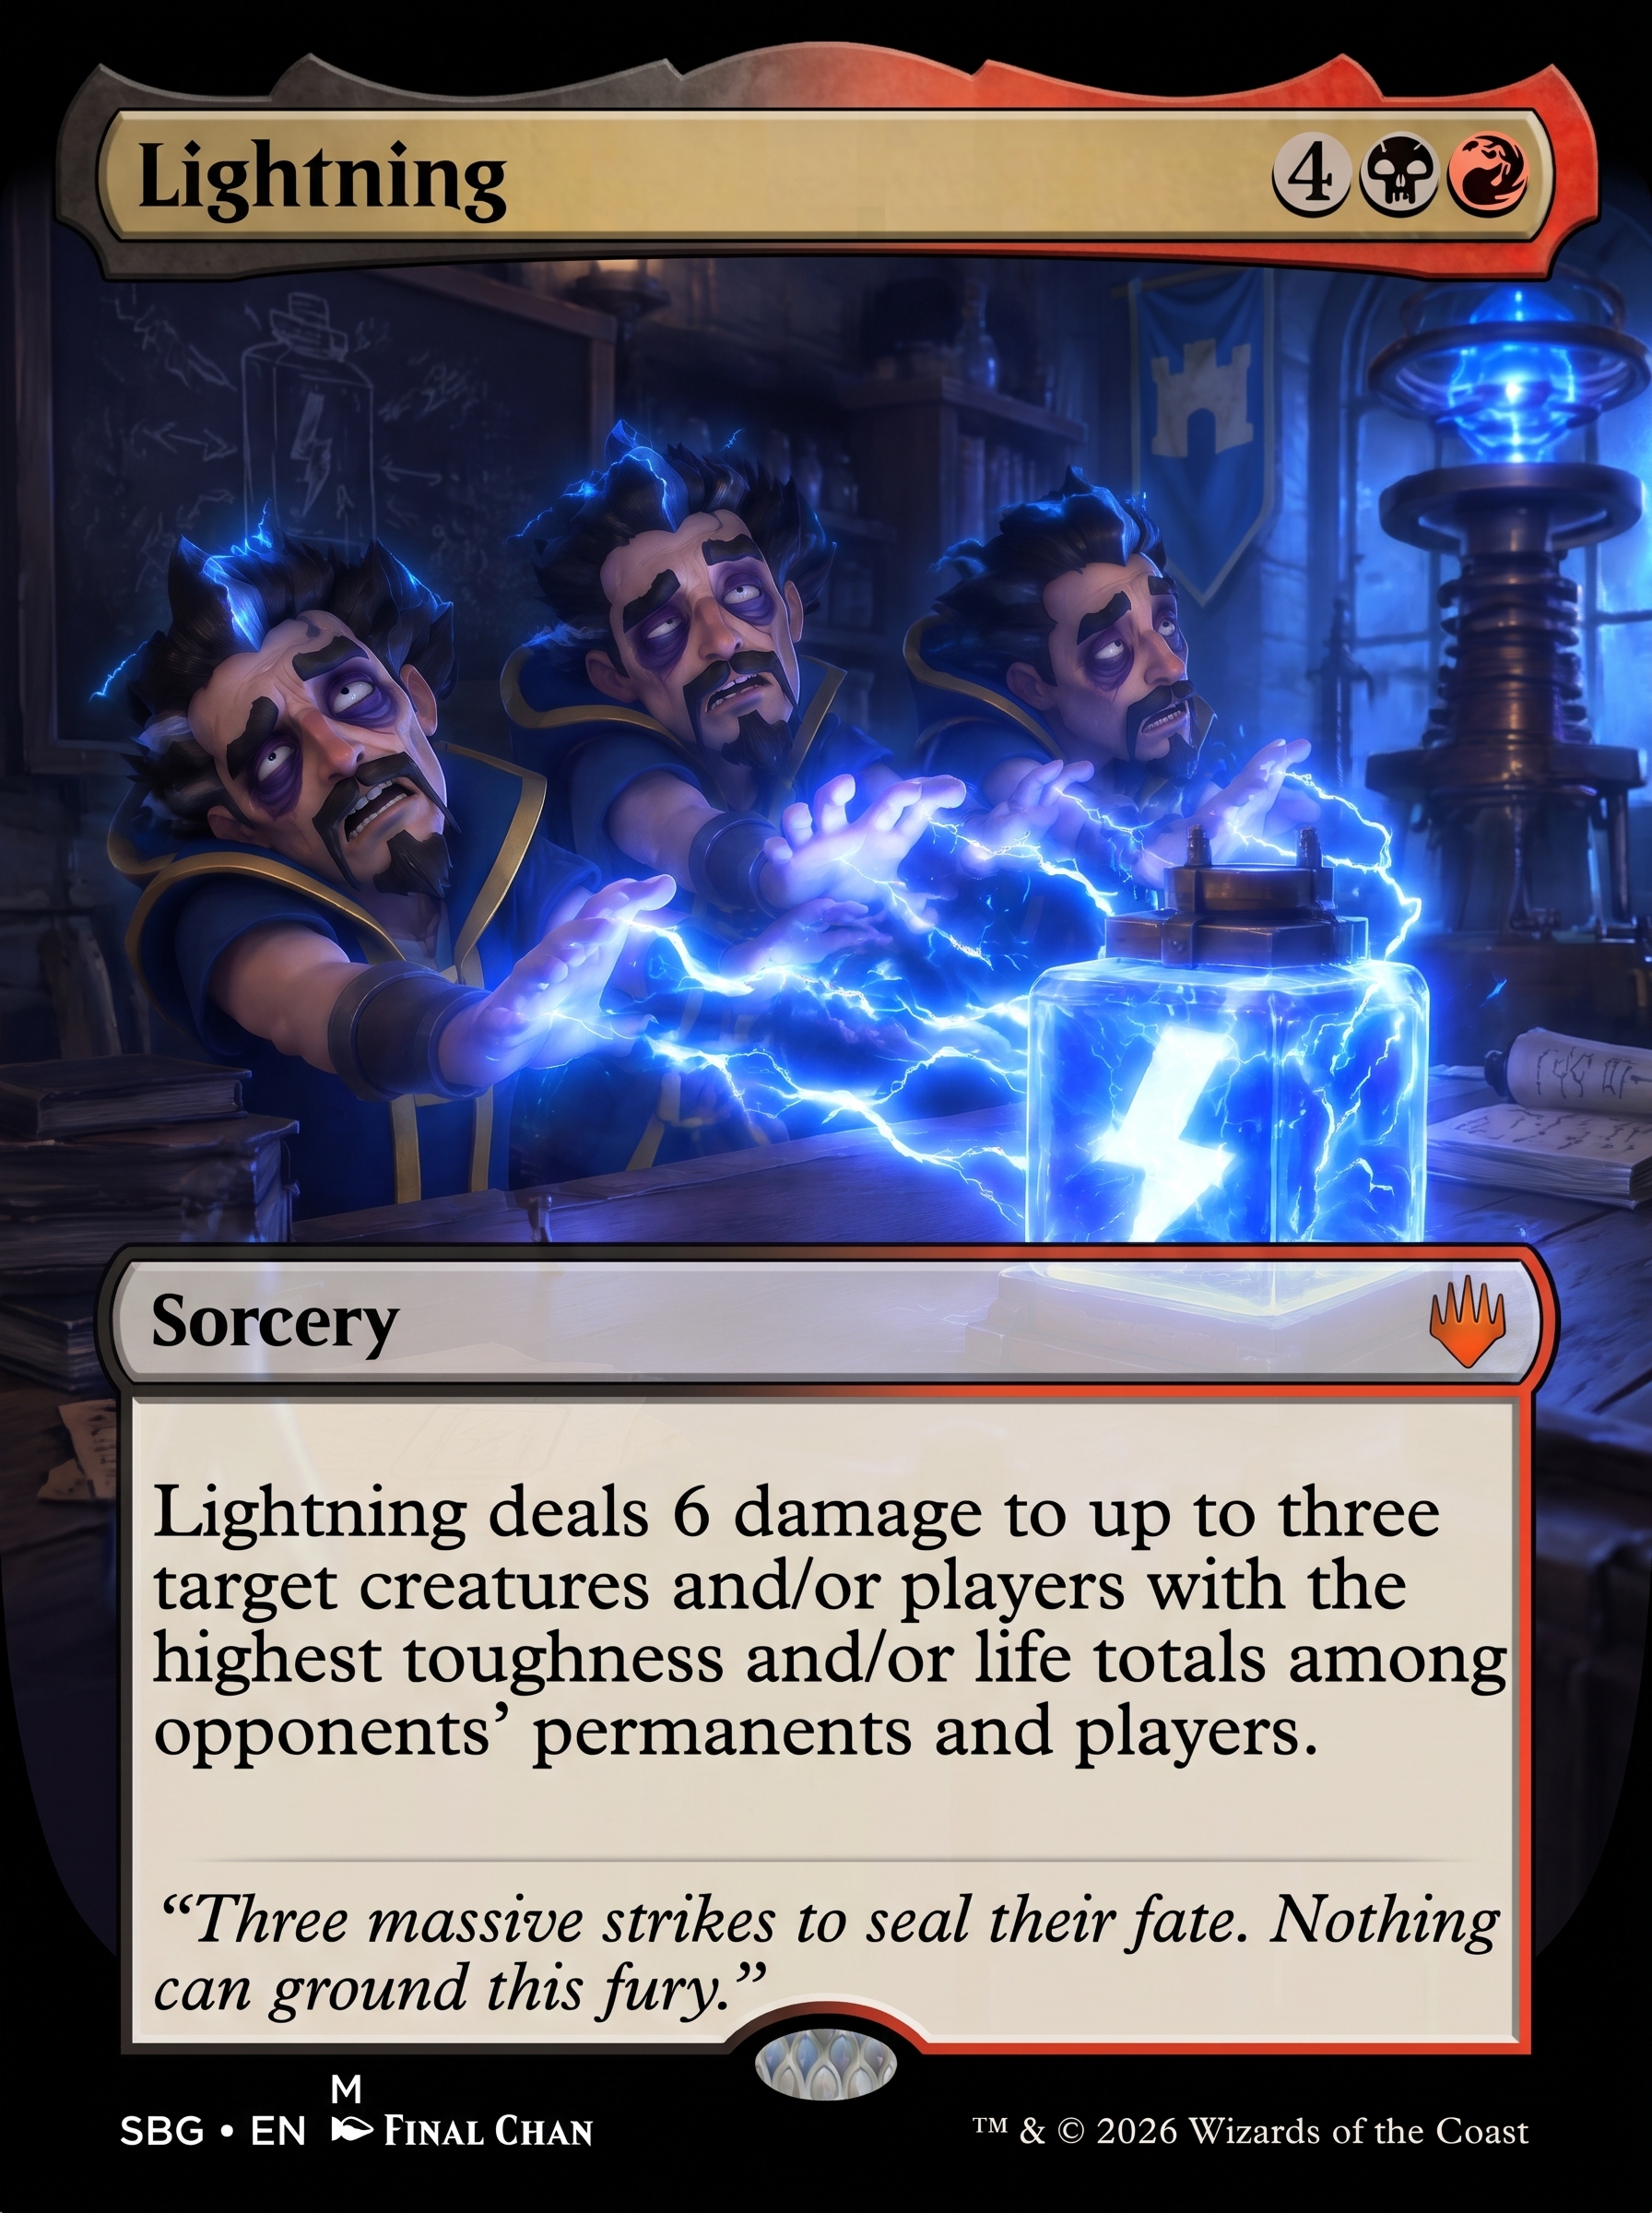 Lightning
4
Sorcery
Lightning deals 6 damage to up to three
target creatures and/or players with the
highest toughness and/or life totals among
opponents’ permanents and players.
“Three massive strikes to seal their fate. Nothing
can ground this fury.”
M
SBG • EN FINAL CHAN
™ & © 2026 Wizards of the Coast